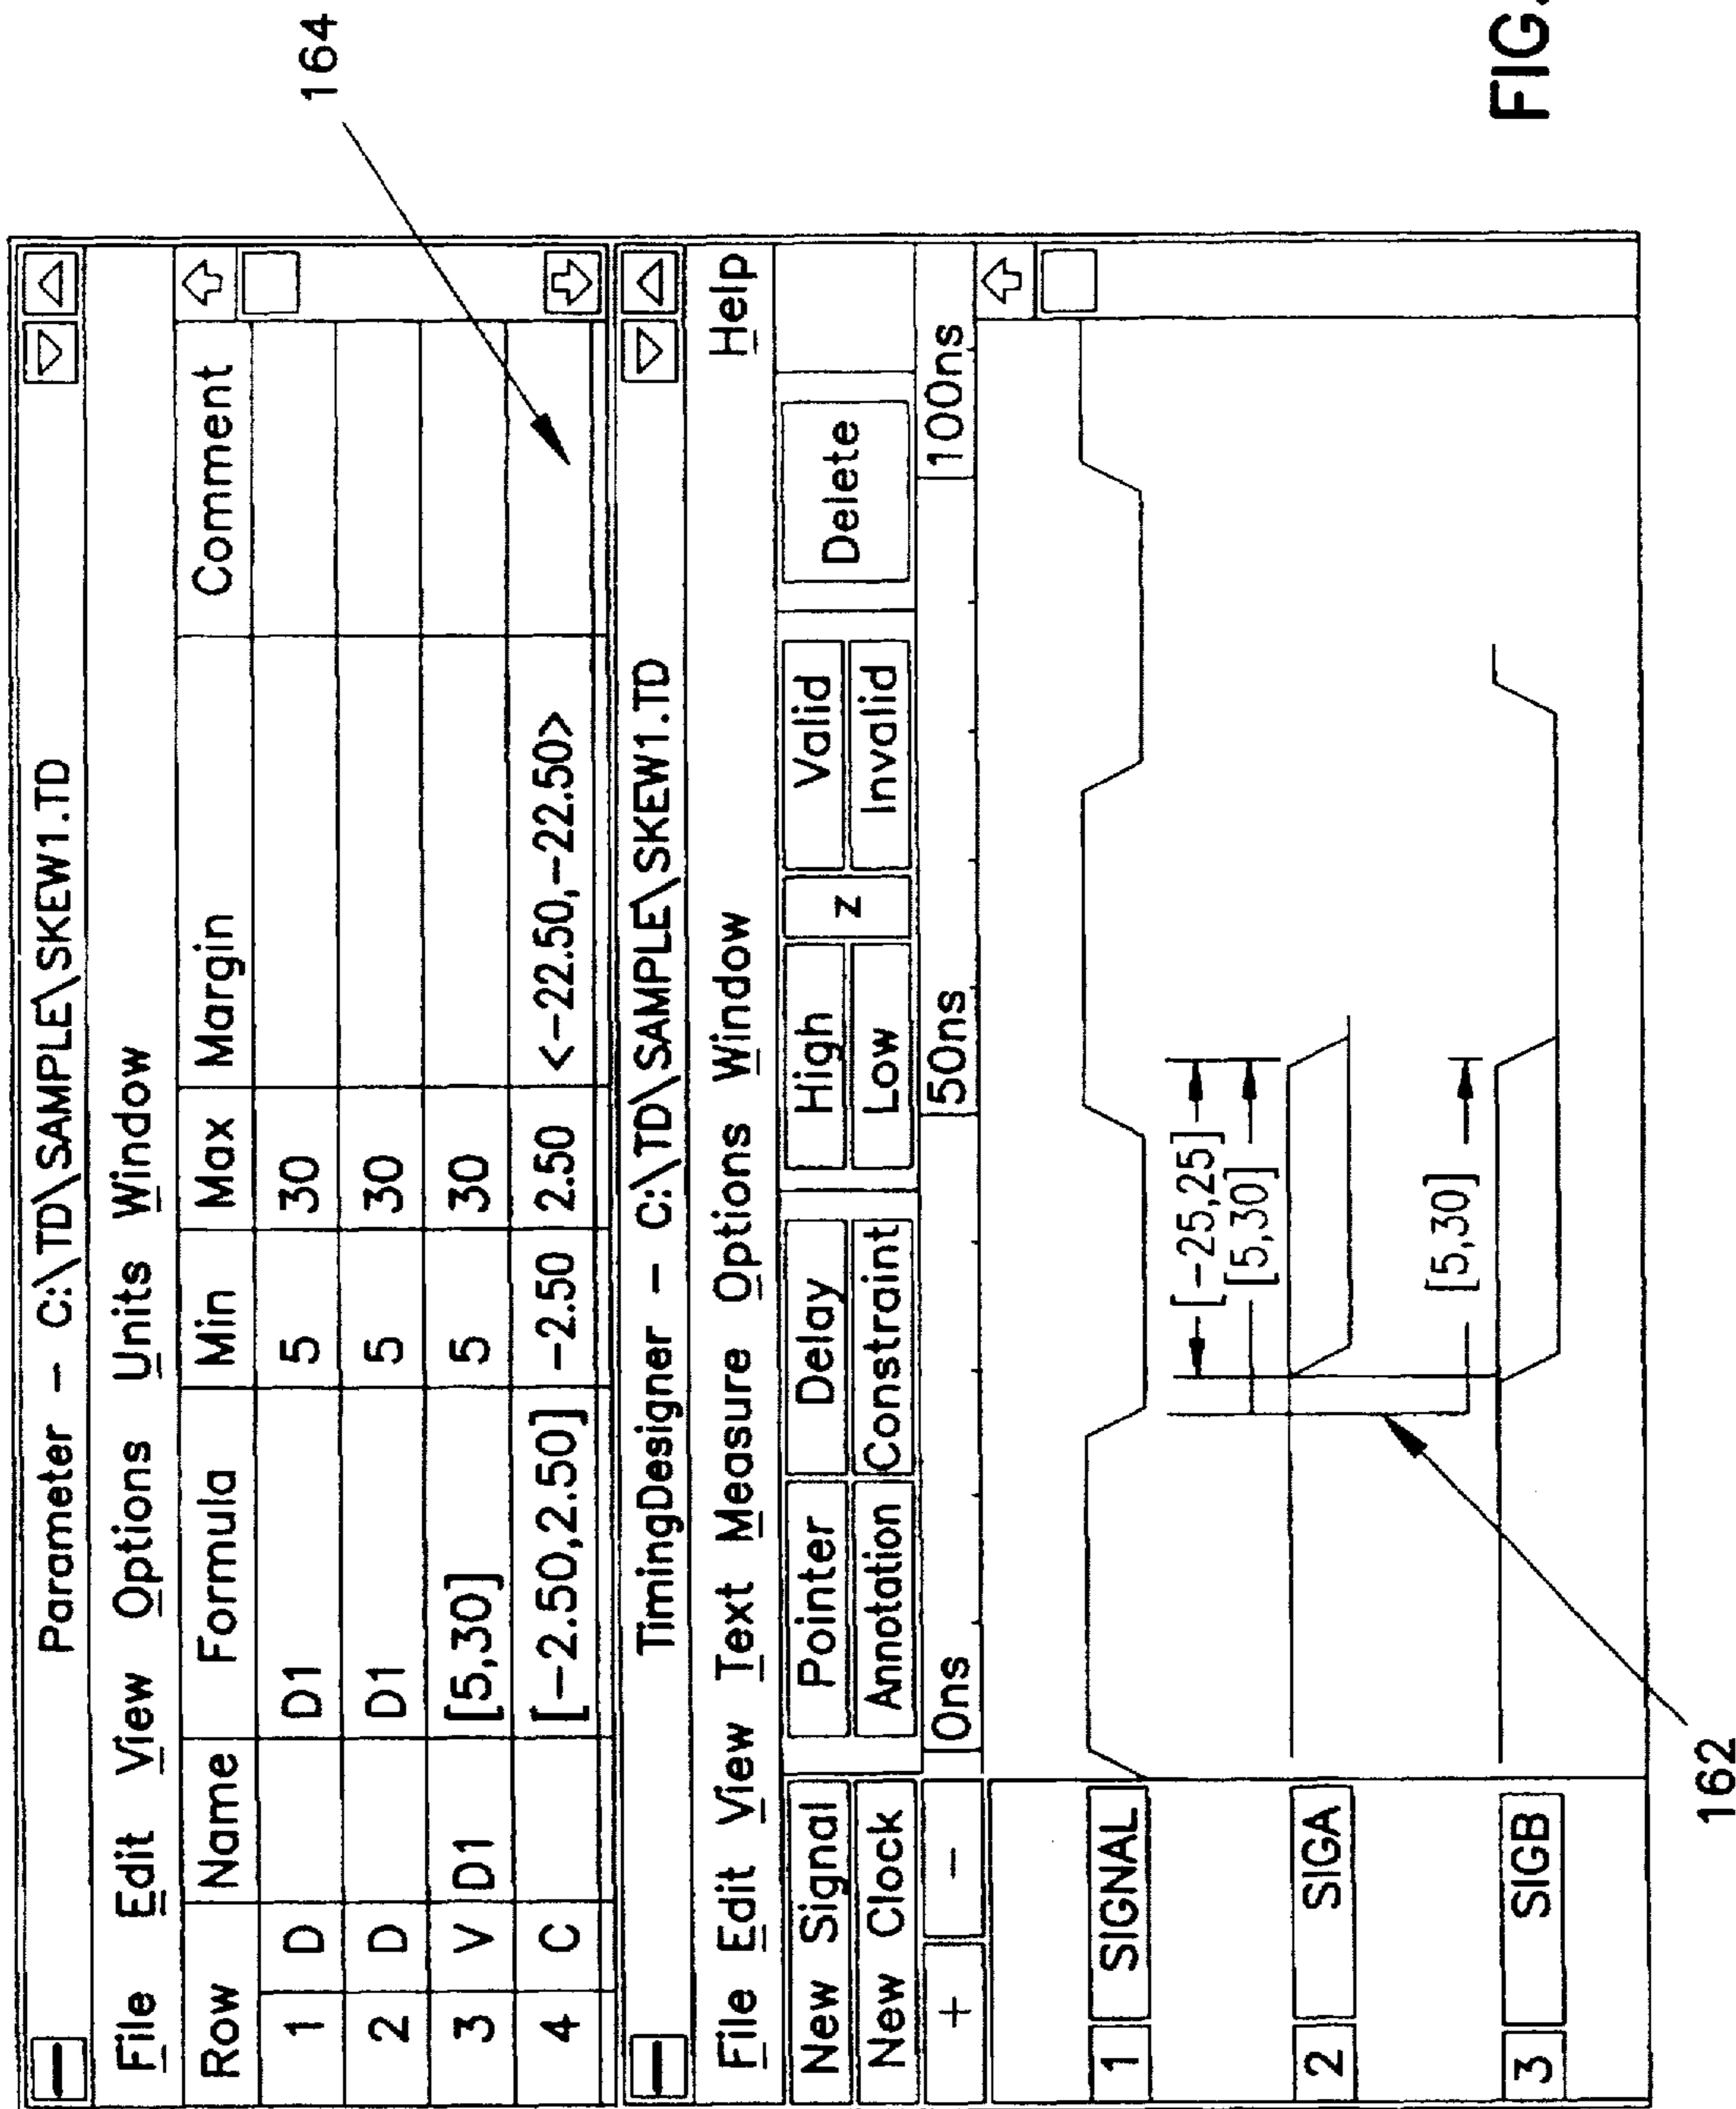 164
Parameter – C:\TD\SAMPLE\SKEW1.TD
File Edit View Options Units Window
Row Name Formula Min Max Margin Comment
1 D D1 5 30
2 D D1 5 30
3 V D1 [5,30] 5 30
4 C [-2.50,2.50] -2.50 2.50 <-22.50,-22.50>
TimingDesigner – C:\TD\SAMPLE\SKEW1.TD
File Edit View Text Measure Options Window Help
New Signal Pointer Delay High z Valid Delete
New Clock Annotation Constraint Low Invalid
+ - 0ns 50ns 100ns
1 SIGNAL
[-25,25]
[5,30]
2 SIGA
[5,30]
3 SIGB
162
FIG.